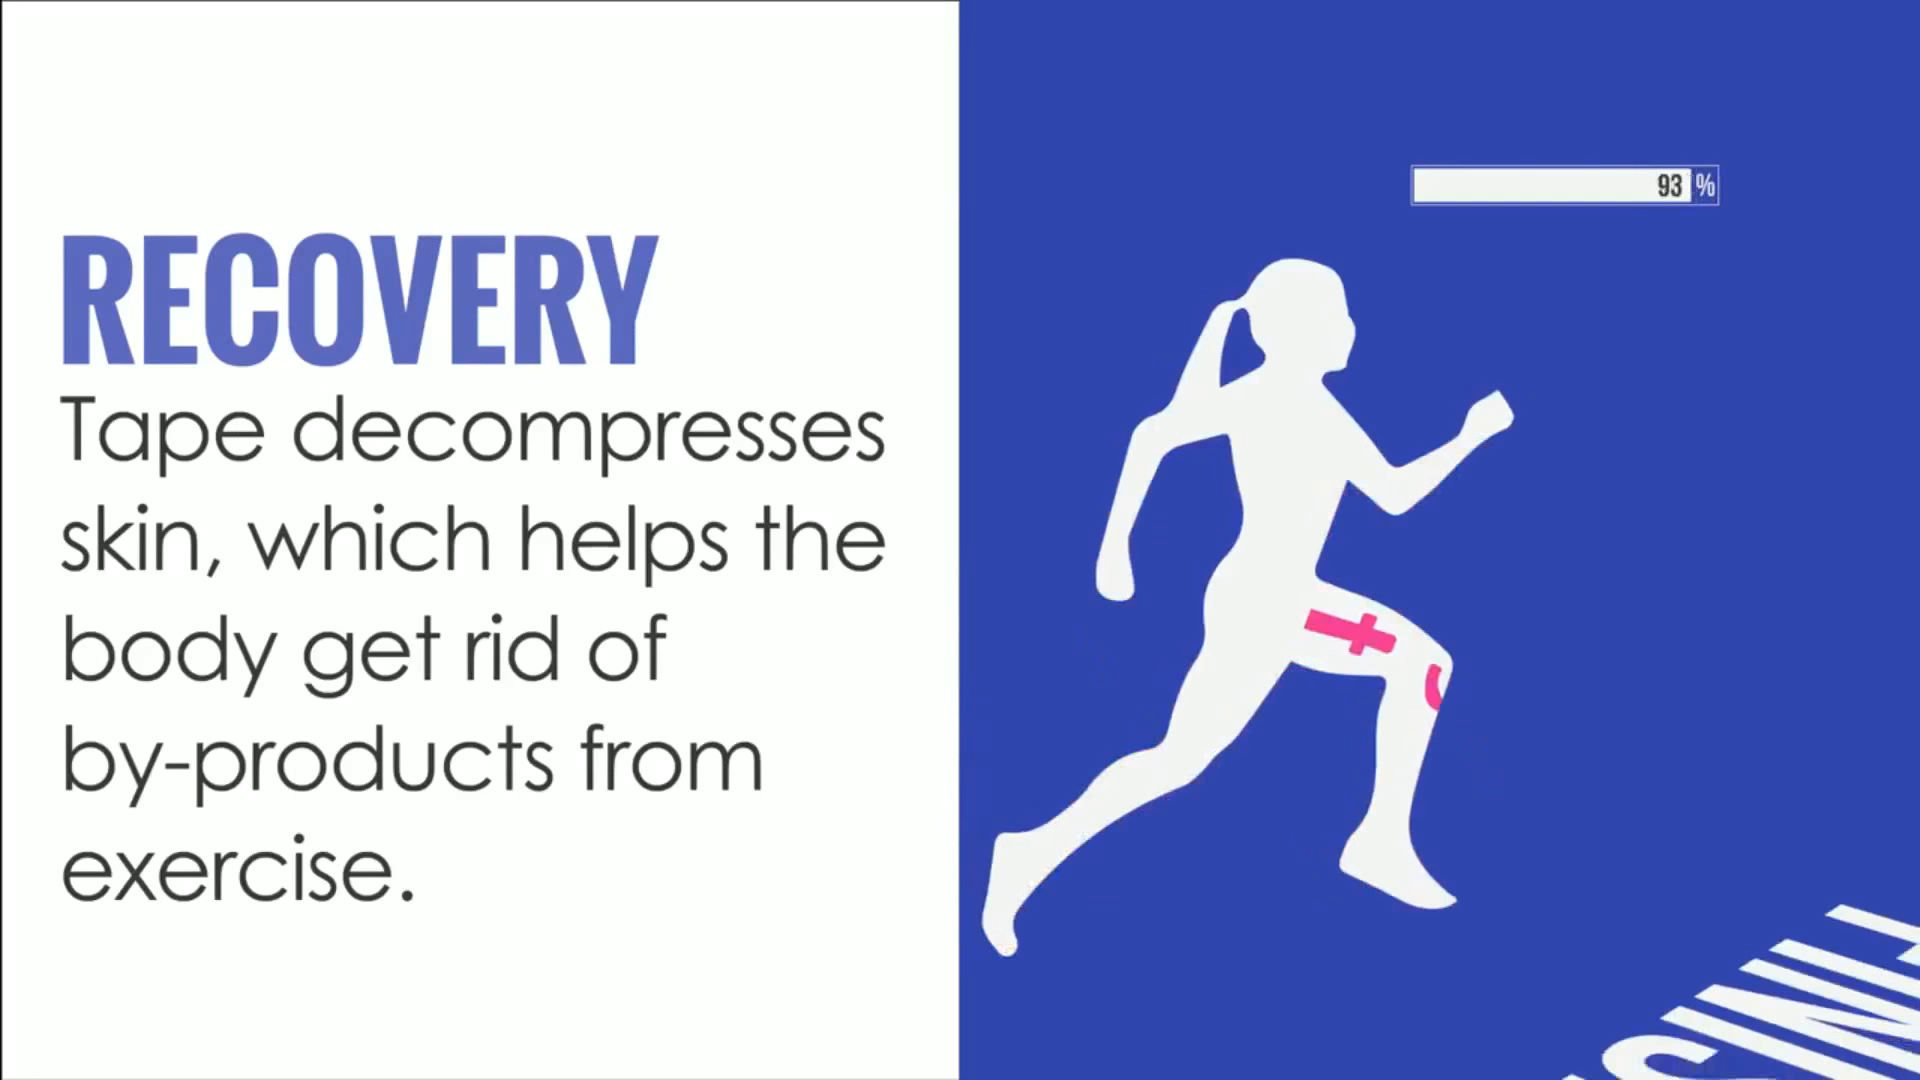 RECOVERY
Tape decompresses
skin, which helps the
body get rid of
by-products from
exercise.
93 %